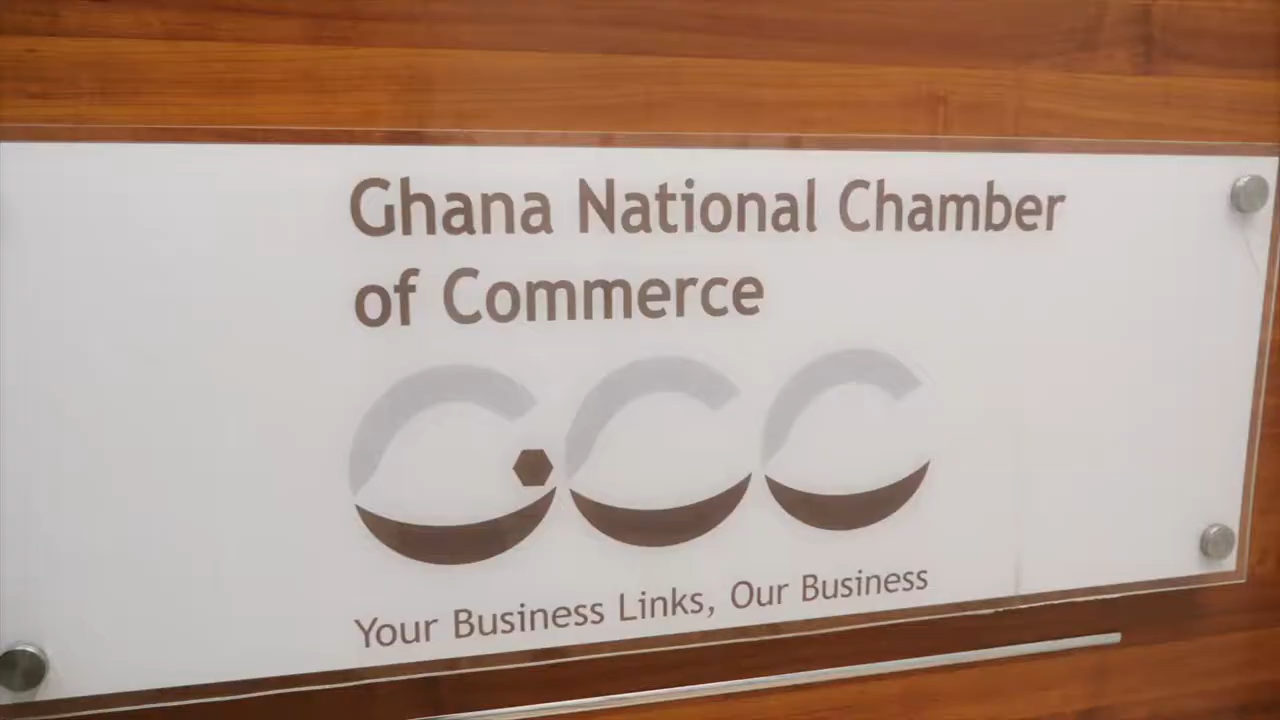 Ghana National Chamber
of Commerce
Your Business Links, Our Business